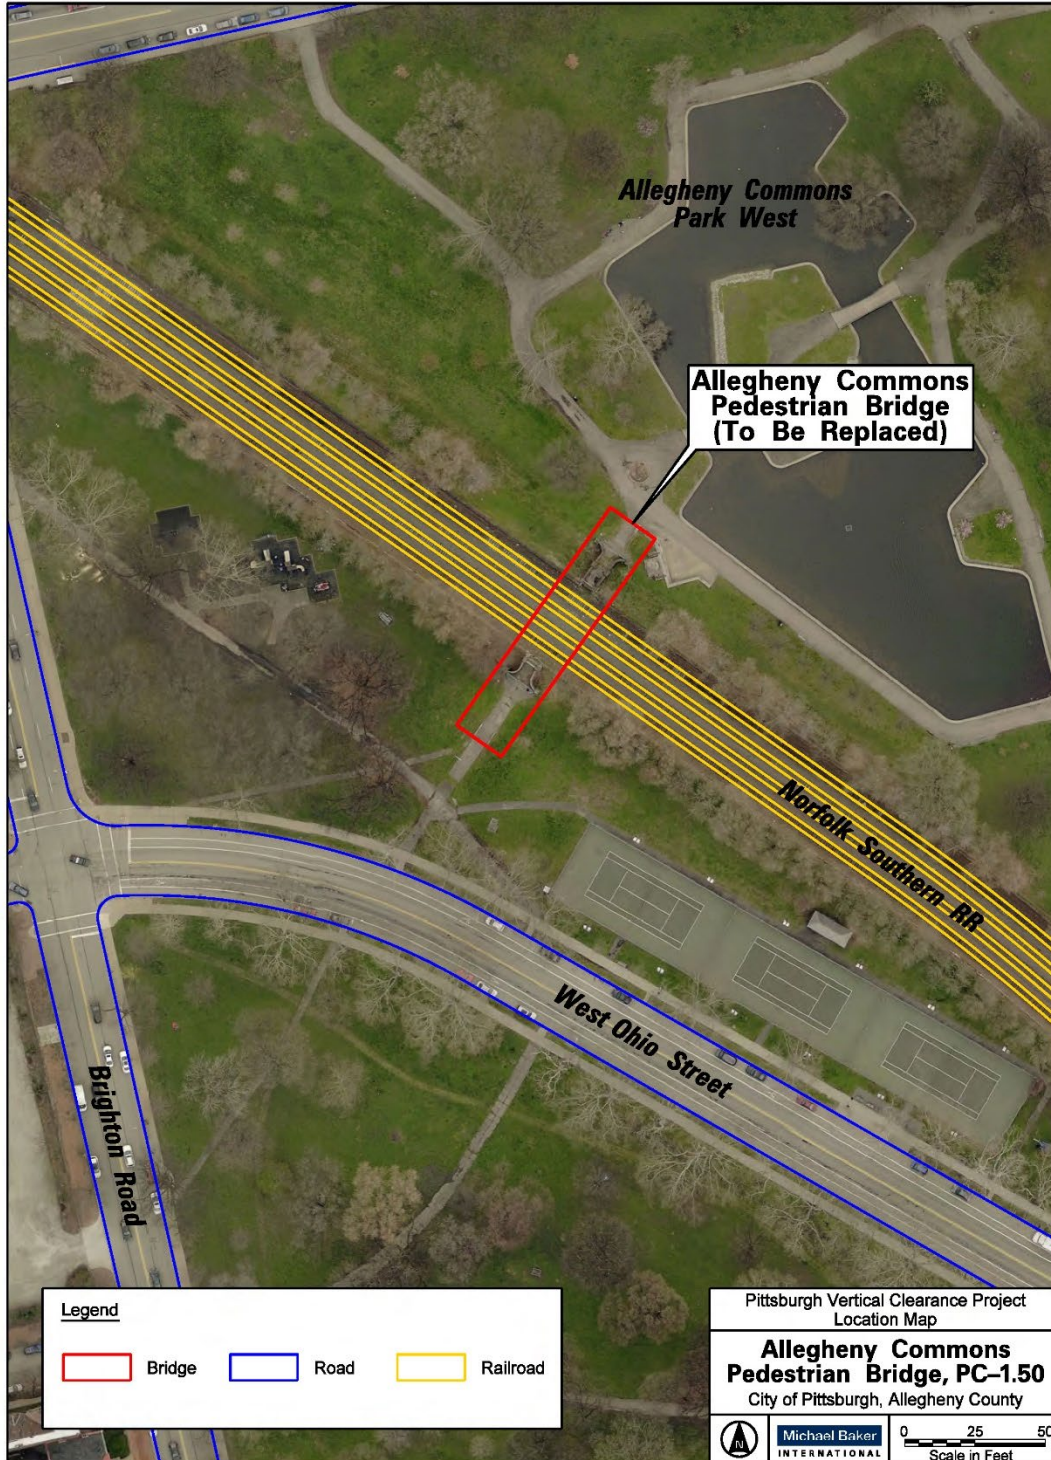 Allegheny Commons
Park West
Allegheny Commons
Pedestrian Bridge
(To Be Replaced)
Norfolk Southern RR
West Ohio Street
Brighton Road
Legend
Bridge
Road
Railroad
Pittsburgh Vertical Clearance Project
Location Map
Allegheny Commons
Pedestrian Bridge, PC-1.50
City of Pittsburgh, Allegheny County
N
Michael Baker
INTERNATIONAL
0 25 50
Scale in Feet